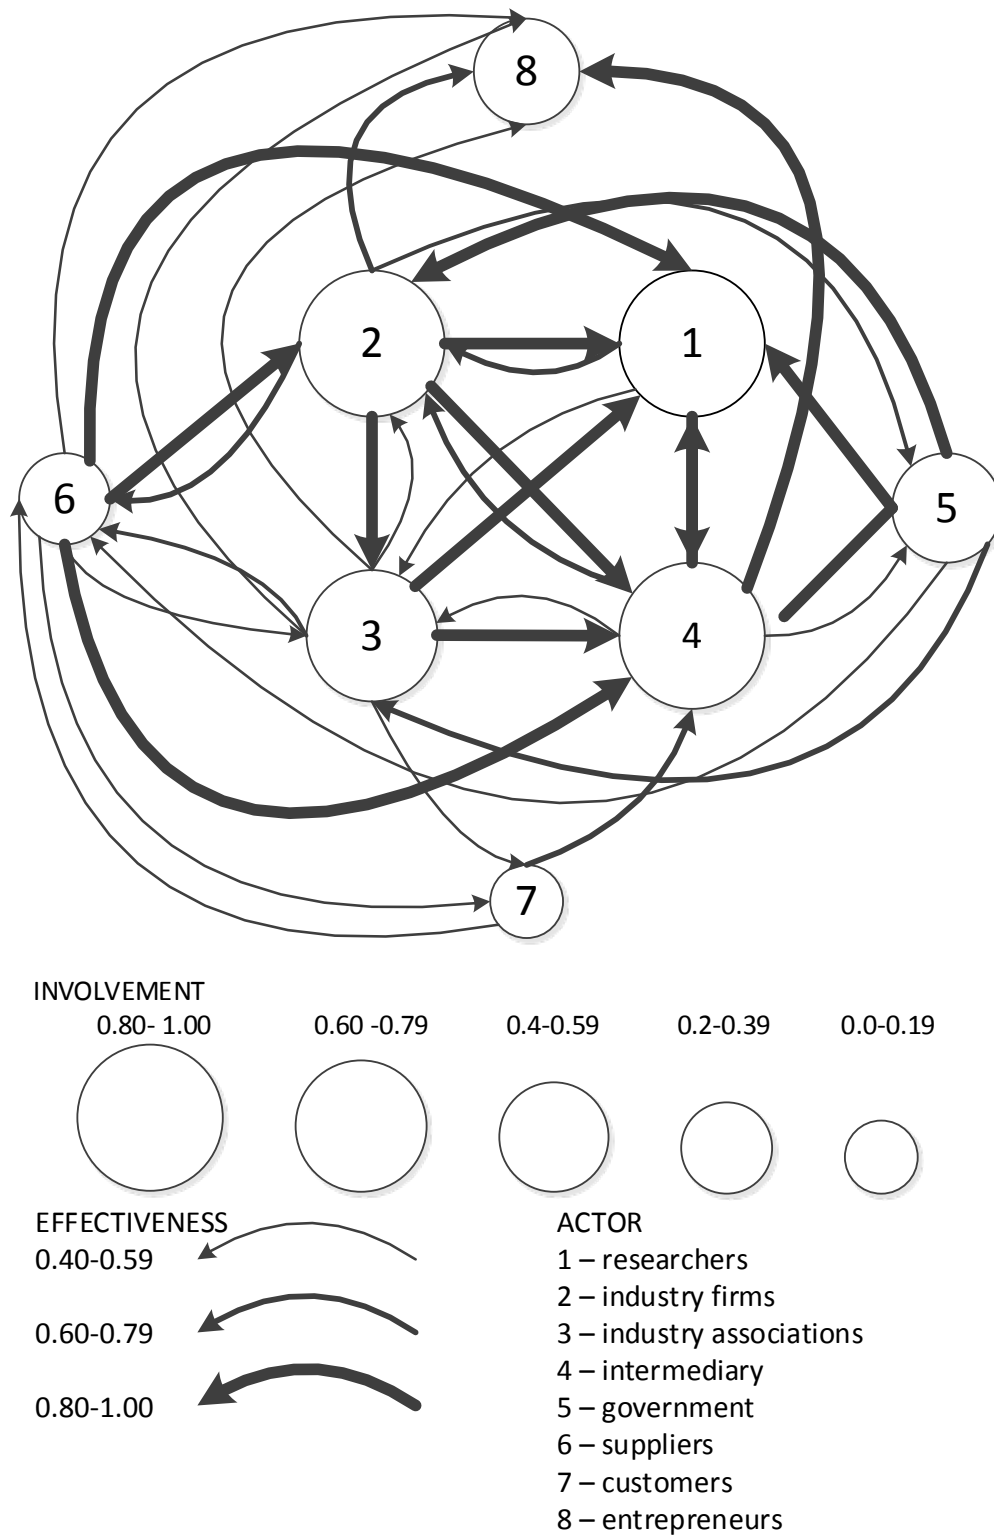 8
2
1
6
5
3
4
7
INVOLVEMENT
0.80- 1.00 0.60 -0.79 0.4-0.59 0.2-0.39 0.0-0.19
EFFECTIVENESS
0.40-0.59
0.60-0.79
0.80-1.00
ACTOR
1 – researchers
2 – industry firms
3 – industry associations
4 – intermediary
5 – government
6 – suppliers
7 – customers
8 – entrepreneurs